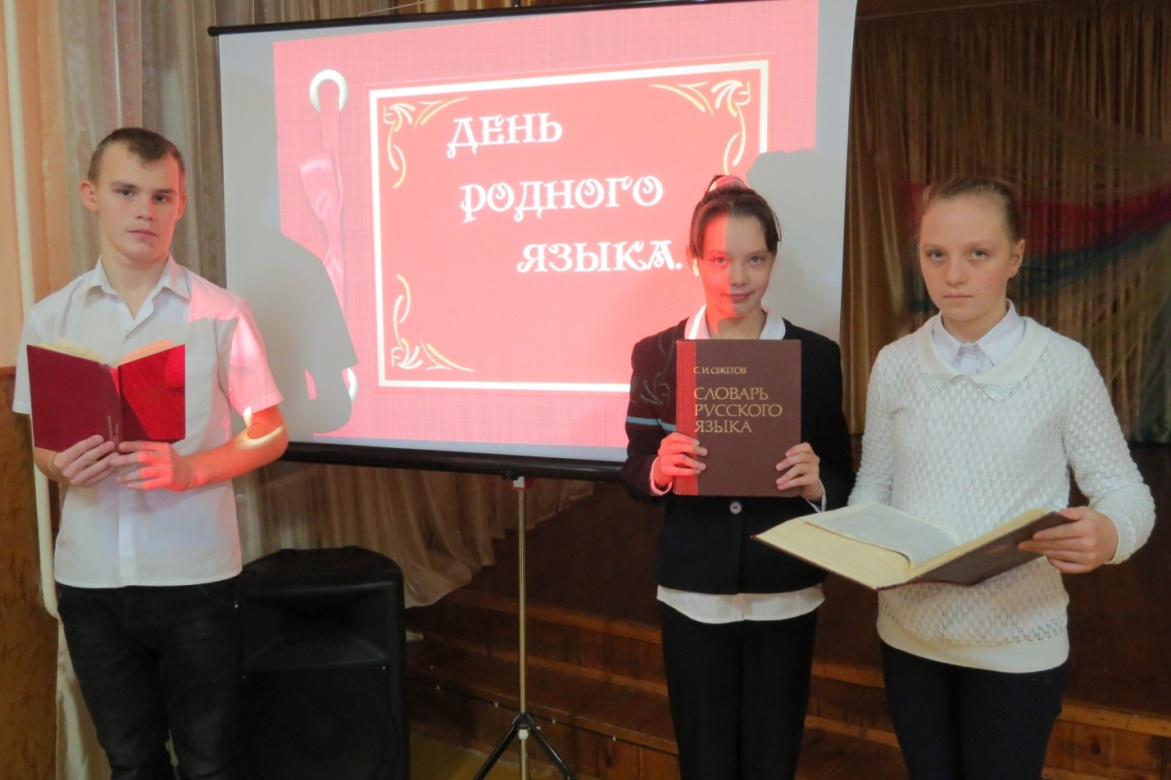 ДЕНЬ
РОДНОГО
ЯЗЫКА.
С. И. ОЖЕГОВ
СЛОВАРЬ
РУССКОГО
ЯЗЫКА